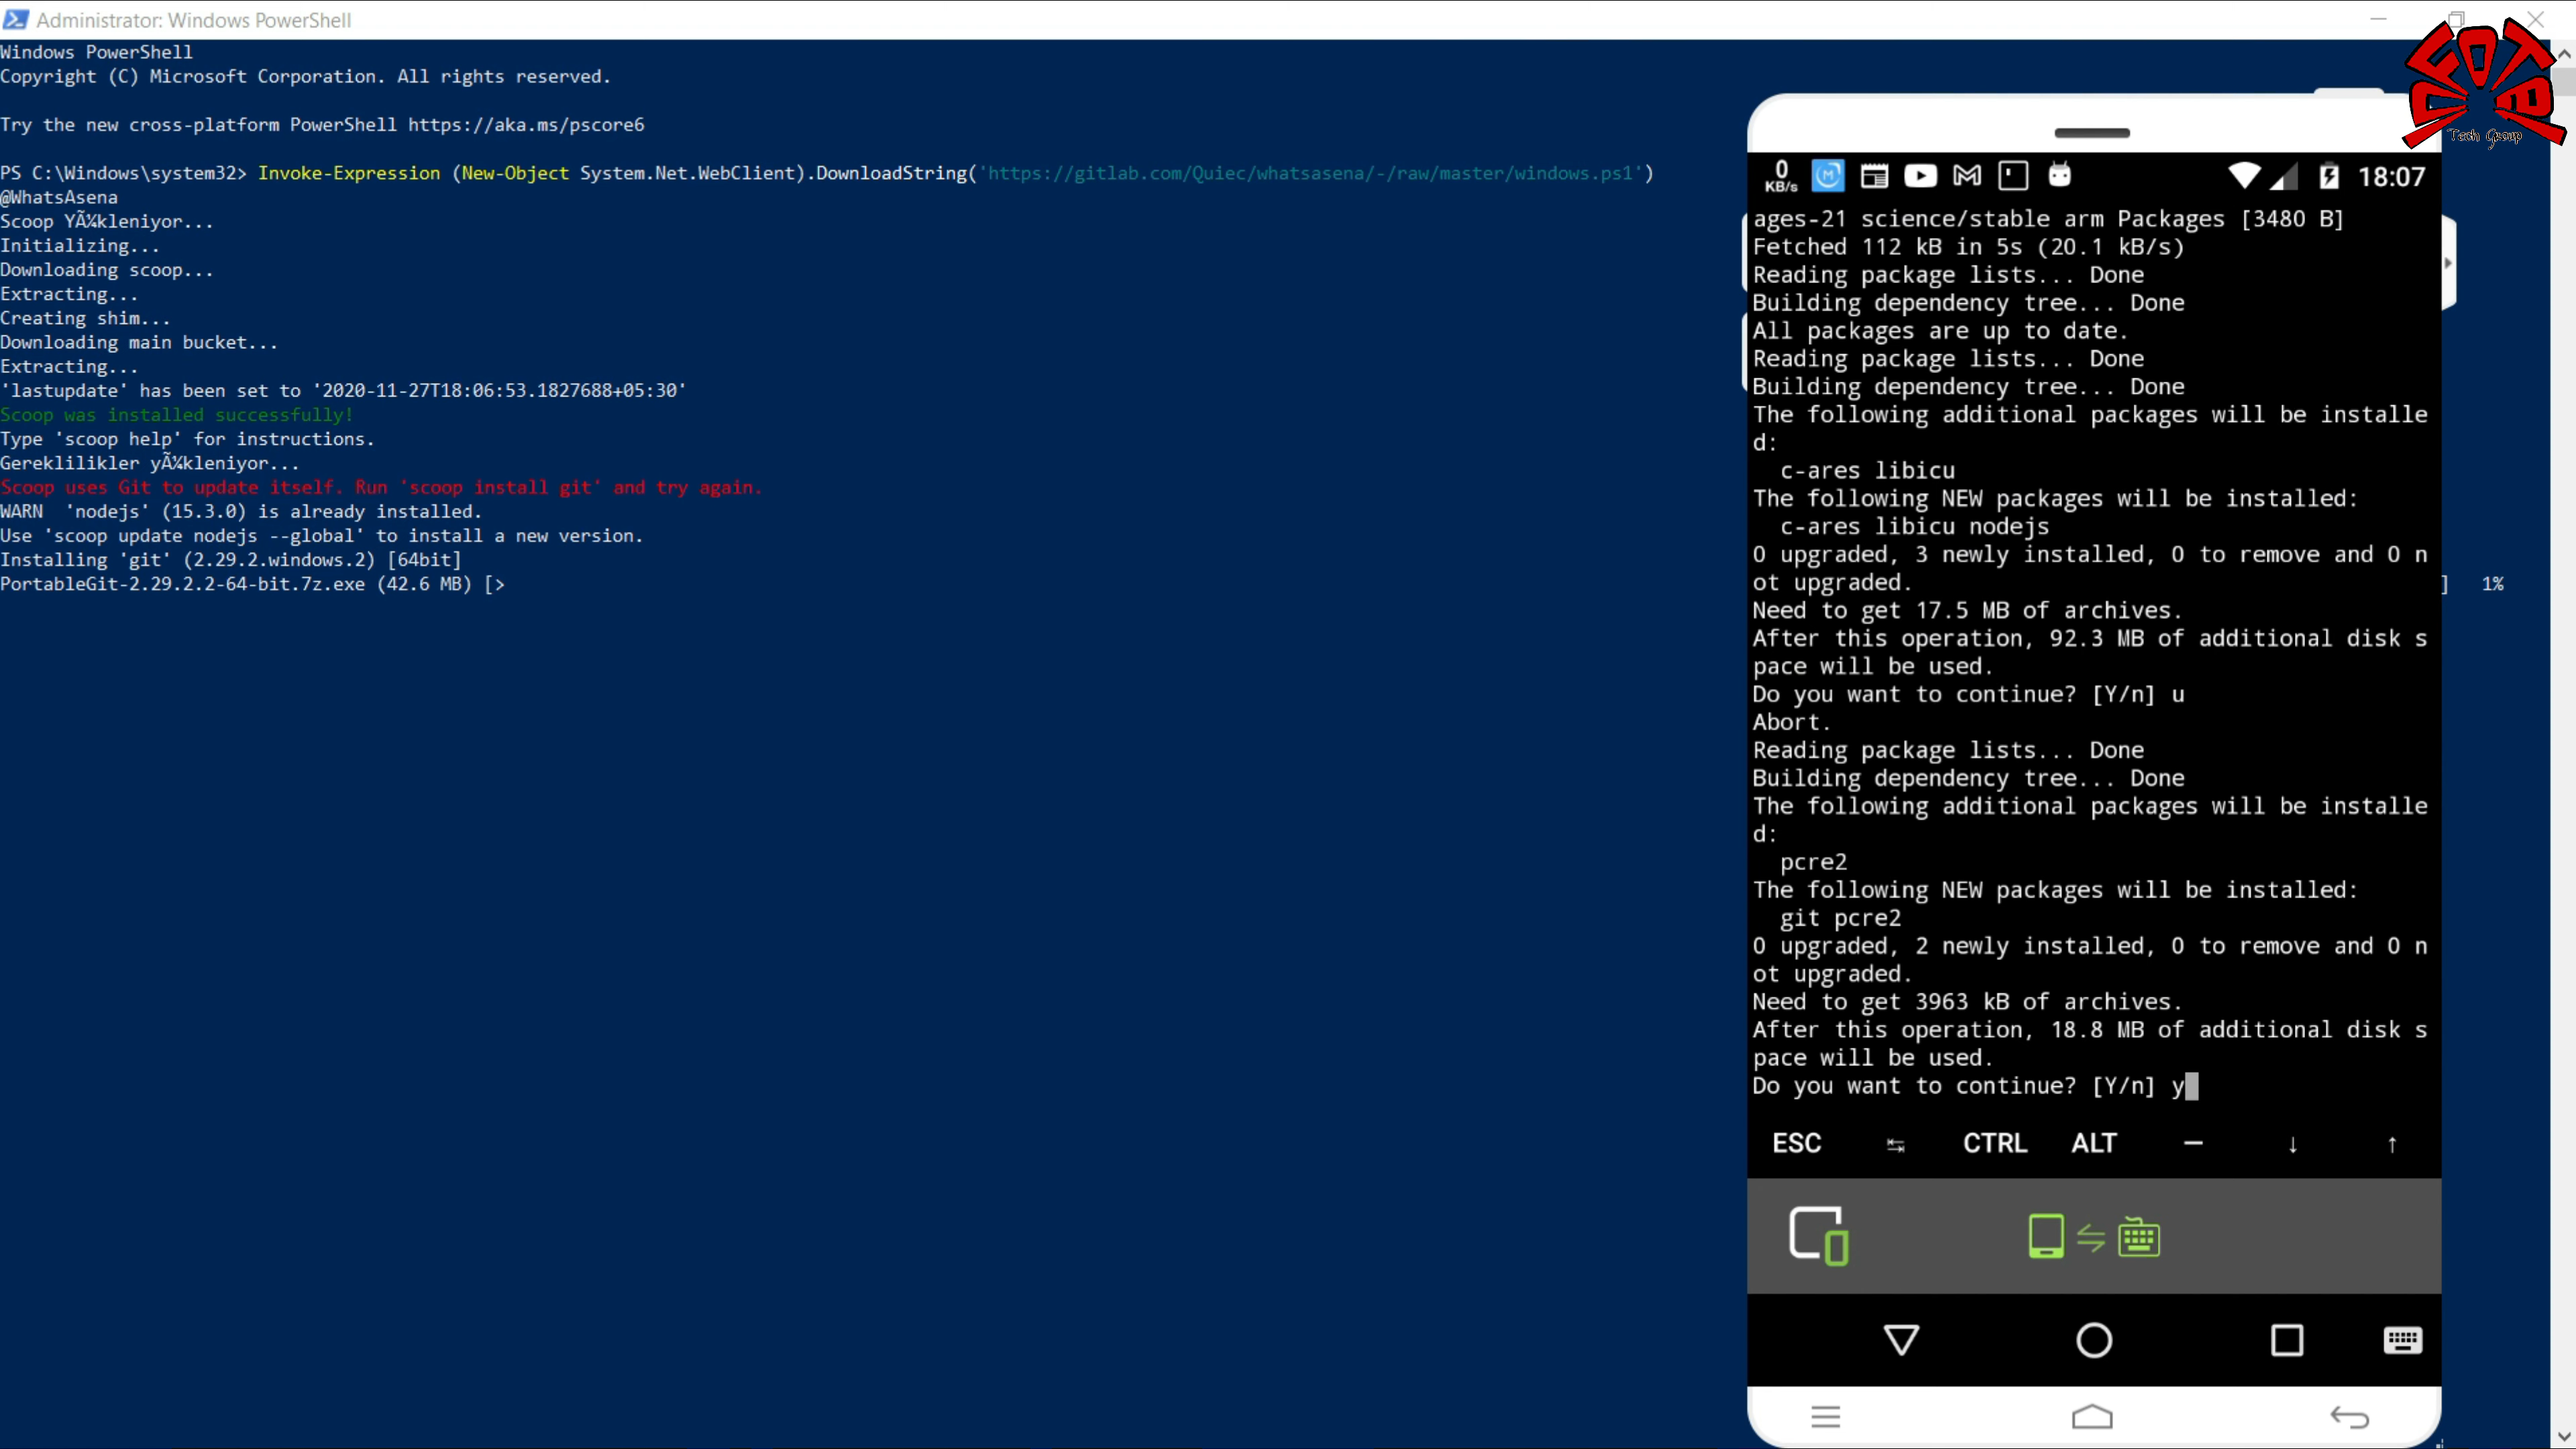 Administrator: Windows PowerShell
Windows PowerShell
Copyright (C) Microsoft Corporation. All rights reserved.
Try the new cross-platform PowerShell https://aka.ms/pscore6
PS C:\Windows\system32> Invoke-Expression (New-Object System.Net.WebClient).DownloadString('https://gitlab.com/Quiec/whatsasena/-/raw/master/windows.ps1')
@WhatsAsena
Scoop YÃ¼kleniyor...
Initializing...
Downloading scoop...
Extracting...
Creating shim...
Downloading main bucket...
Extracting...
'lastupdate' has been set to '2020-11-27T18:06:53.1827688+05:30'
Scoop was installed successfully!
Type 'scoop help' for instructions.
Gereklilikler yÃ¼kleniyor...
Scoop uses Git to update itself. Run 'scoop install git' and try again.
WARN  'nodejs' (15.3.0) is already installed.
Use 'scoop update nodejs --global' to install a new version.
Installing 'git' (2.29.2.windows.2) [64bit]
PortableGit-2.29.2.2-64-bit.7z.exe (42.6 MB) [> ] 1%
Tech Group
0 KB/s 18:07
ages-21 science/stable arm Packages [3480 B]
Fetched 112 kB in 5s (20.1 kB/s)
Reading package lists... Done
Building dependency tree... Done
All packages are up to date.
Reading package lists... Done
Building dependency tree... Done
The following additional packages will be installe
d:
c-ares libicu
The following NEW packages will be installed:
c-ares libicu nodejs
0 upgraded, 3 newly installed, 0 to remove and 0 n
ot upgraded.
Need to get 17.5 MB of archives.
After this operation, 92.3 MB of additional disk s
pace will be used.
Do you want to continue? [Y/n] u
Abort.
Reading package lists... Done
Building dependency tree... Done
The following additional packages will be installe
d:
pcre2
The following NEW packages will be installed:
git pcre2
0 upgraded, 2 newly installed, 0 to remove and 0 n
ot upgraded.
Need to get 3963 kB of archives.
After this operation, 18.8 MB of additional disk s
pace will be used.
Do you want to continue? [Y/n] y
ESC ⇆ CTRL ALT — ↓ ↑